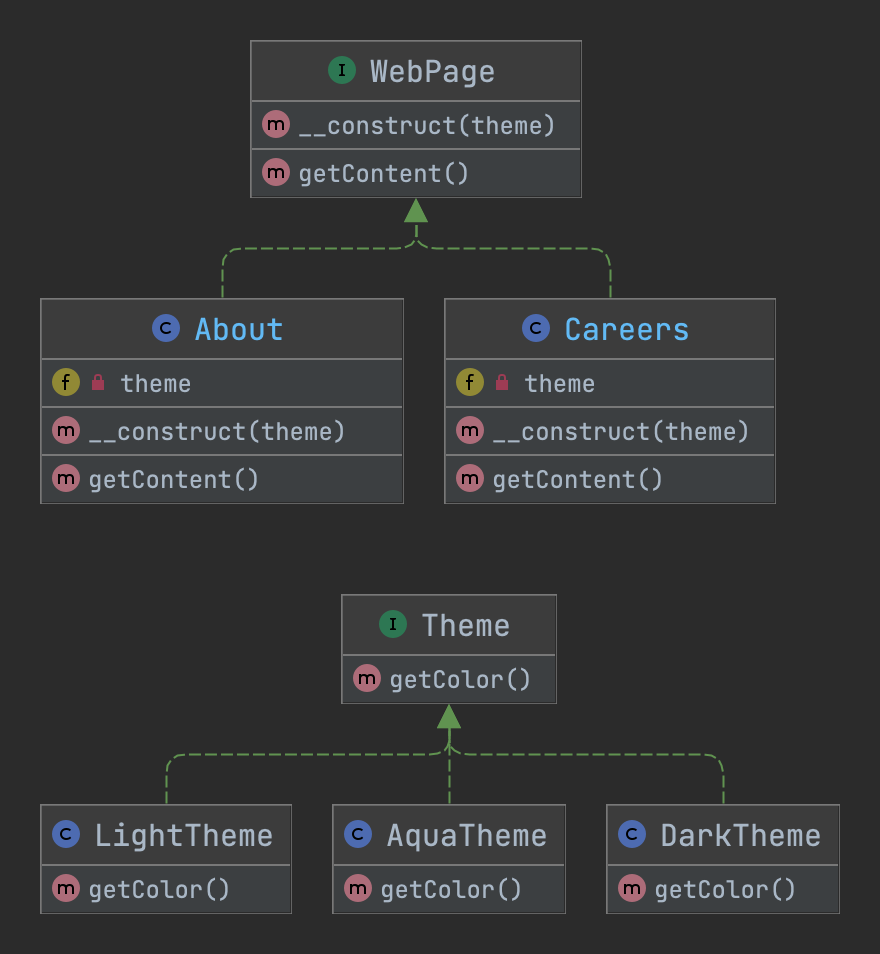 I WebPage
m __construct(theme)
m getContent()
C About
f theme
m __construct(theme)
m getContent()
C Careers
f theme
m __construct(theme)
m getContent()
I Theme
m getColor()
C LightTheme
m getColor()
C AquaTheme
m getColor()
C DarkTheme
m getColor()